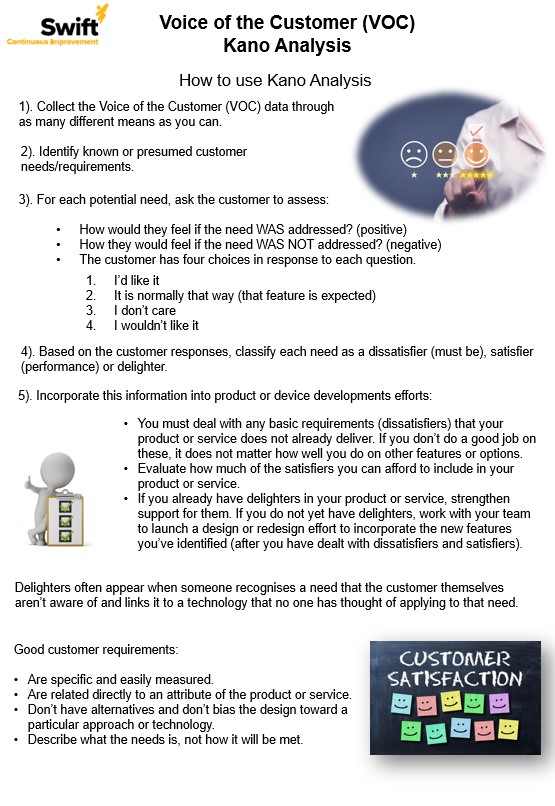 Swift
Continuous Improvement
Voice of the Customer (VOC)
Kano Analysis
How to use Kano Analysis
1). Collect the Voice of the Customer (VOC) data through
as many different means as you can.
2). Identify known or presumed customer
needs/requirements.
3). For each potential need, ask the customer to assess:
• How would they feel if the need WAS addressed? (positive)
• How they would feel if the need WAS NOT addressed? (negative)
• The customer has four choices in response to each question.
1. I'd like it
2. It is normally that way (that feature is expected)
3. I don't care
4. I wouldn't like it
4). Based on the customer responses, classify each need as a dissatisfier (must be), satisfier
(performance) or delighter.
5). Incorporate this information into product or device developments efforts:
• You must deal with any basic requirements (dissatisfiers) that your
product or service does not already deliver. If you don't do a good job on
these, it does not matter how well you do on other features or options.
• Evaluate how much of the satisfiers you can afford to include in your
product or service.
• If you already have delighters in your product or service, strengthen
support for them. If you do not yet have delighters, work with your team
to launch a design or redesign effort to incorporate the new features
you've identified (after you have dealt with dissatisfiers and satisfiers).
Delighters often appear when someone recognises a need that the customer themselves
aren't aware of and links it to a technology that no one has thought of applying to that need.
Good customer requirements:
• Are specific and easily measured.
• Are related directly to an attribute of the product or service.
• Don't have alternatives and don't bias the design toward a
particular approach or technology.
• Describe what the needs is, not how it will be met.
CUSTOMER
SATISFACTION